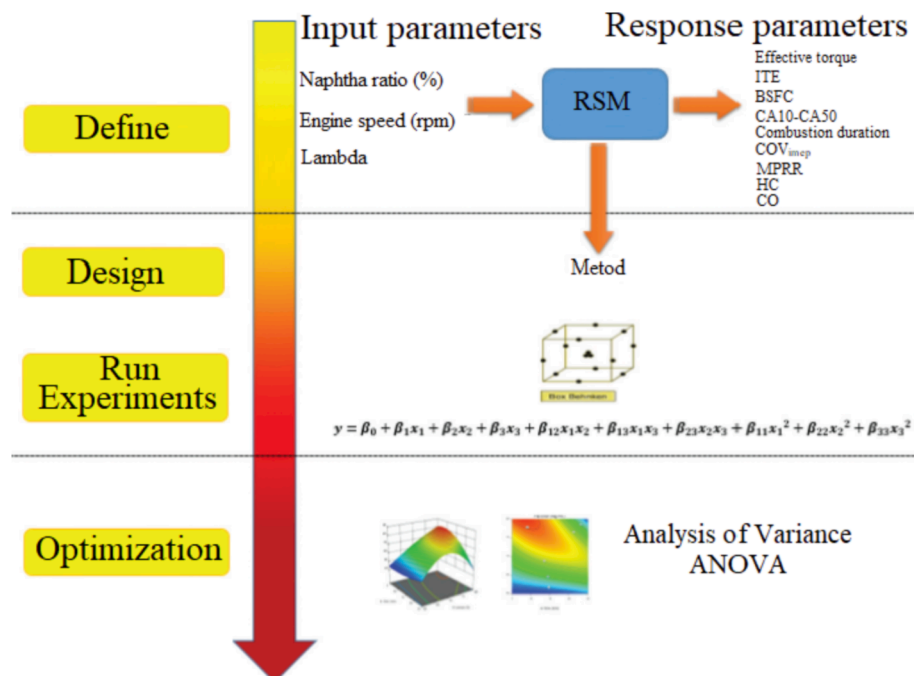 Input parameters
Response parameters
Define
Naphtha ratio (%)
Engine speed (rpm)
Lambda
RSM
Effective torque
ITE
BSFC
CA10-CA50
Combustion duration
COVimep
MPRR
HC
CO
Design
Metod
Run
Experiments
Box Behnken
y = β₀ + β₁x₁ + β₂x₂ + β₃x₃ + β₁₂x₁x₂ + β₁₃x₁x₃ + β₂₃x₂x₃ + β₁₁x₁² + β₂₂x₂² + β₃₃x₃²
Optimization
Analysis of Variance
ANOVA